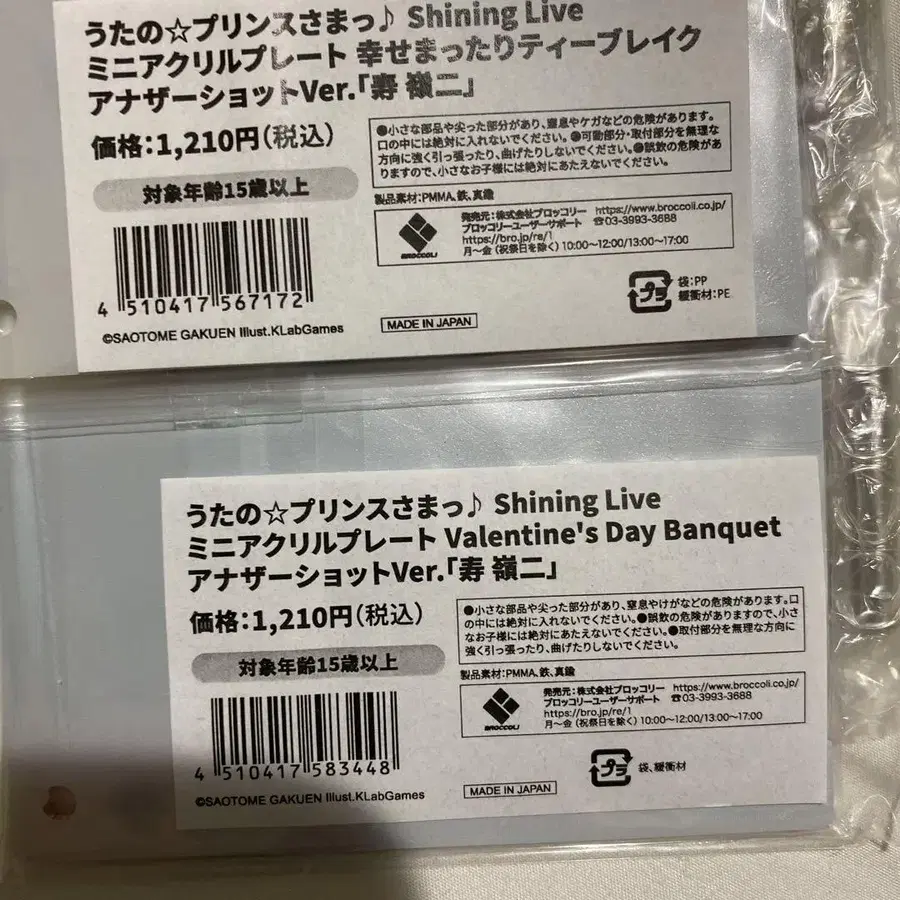 うたの☆プリンスさまっ♪ Shining Live
ミニアクリルプレート 幸せまったりティーブレイク
アナザーショットVer.「寿 嶺二」
価格:1,210円(税込)
対象年齢15歳以上
●小さな部品や尖った部分があり、窒息やケガなどの危険があります。
口の中には絶対に入れないでください。●可動部分・取付部分を無理な
方向に強く引っ張ったり、曲げたりしないでください。●誤飲の危険があ
りますので、小さなお子様には絶対にあたえないでください。
製品素材:PMMA、鉄、真鍮
BROCCOLI
発売元:株式会社ブロッコリー https://www.broccoli.co.jp/
ブロッコリーユーザーサポート ☎03-3993-3688
https://bro.jp/re/1
月〜金(祝祭日を除く)10:00〜12:00/13:00〜17:00
4 510417 567172
©SAOTOME GAKUEN Illust.KLabGames
MADE IN JAPAN
プラ
袋:PP
緩衝材:PE
うたの☆プリンスさまっ♪ Shining Live
ミニアクリルプレート Valentine's Day Banquet
アナザーショットVer.「寿 嶺二」
価格:1,210円(税込)
対象年齢15歳以上
●小さな部品や尖った部分があり、窒息やけがなどの危険があります。口
の中には絶対に入れないでください。●誤飲の危険がありますので、小さ
なお子様には絶対にあたえないでください。●取付部分を無理な方向に
強く引っ張ったり、曲げたりしないでください。
製品素材:PMMA、鉄、真鍮
BROCCOLI
発売元:株式会社ブロッコリー https://www.broccoli.co.jp/
ブロッコリーユーザーサポート ☎03-3993-3688
https://bro.jp/re/1
月〜金(祝祭日を除く)10:00〜12:00/13:00〜17:00
4 510417 583448
©SAOTOME GAKUEN Illust.KLabGames
MADE IN JAPAN
プラ
袋、緩衝材